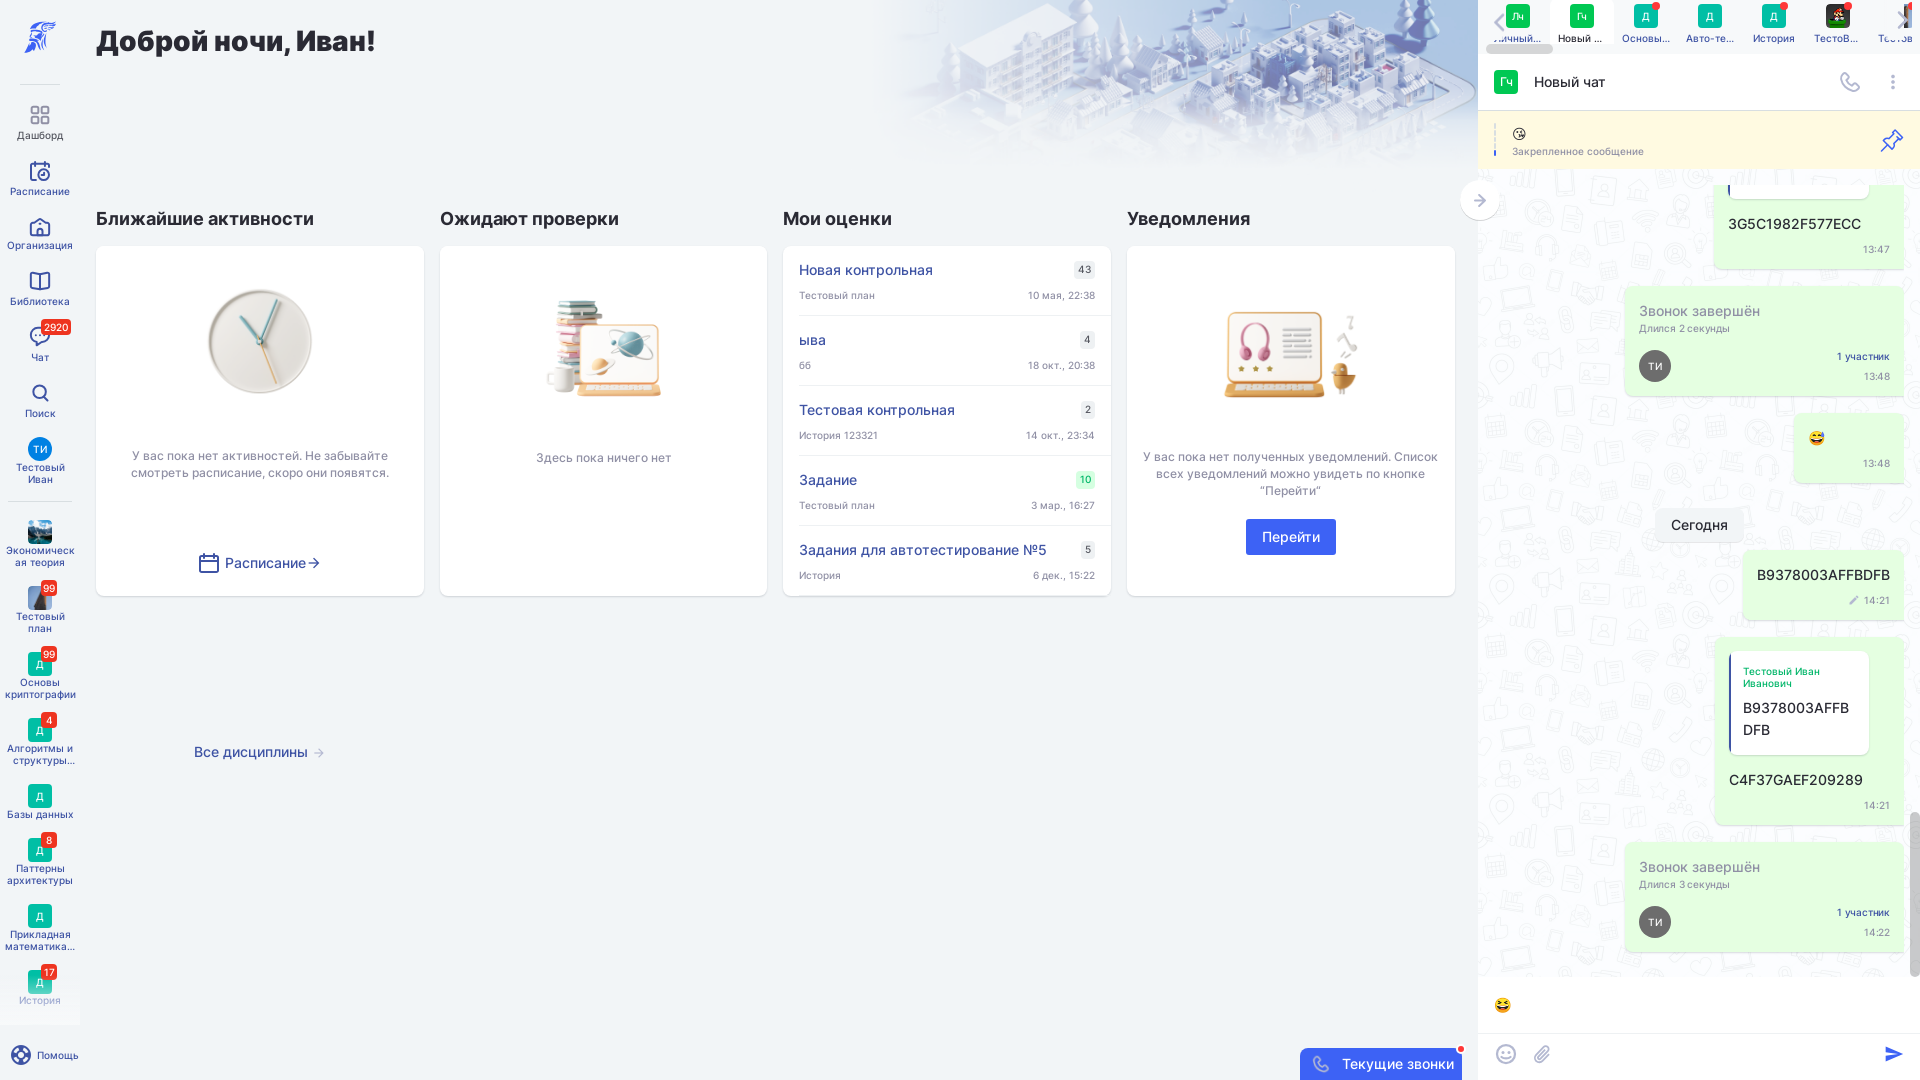 Доброй ночи, Иван!
Дашборд
Расписание
Организация
Библиотека
2920
Чат
Поиск
ТИ
Тестовый
Иван
Экономическ
ая теория
99
Тестовый
план
99
Д
Основы
криптографии
4
Д
Алгоритмы и
структуры...
Д
Базы данных
8
Д
Паттерны
архитектуры
Д
Прикладная
математика...
17
Д
История
Помощь
Ближайшие активности
У вас пока нет активностей. Не забывайте
смотреть расписание, скоро они появятся.
Расписание
Ожидают проверки
Здесь пока ничего нет
Мои оценки
Новая контрольная
43
Тестовый план
10 мая, 22:38
ыва
4
66
18 окт., 20:38
Тестовая контрольная
2
История 123321
14 окт., 23:34
Задание
10
Тестовый план
3 мар., 16:27
Задания для автотестирование №5
5
История
6 дек., 15:22
Уведомления
У вас пока нет полученных уведомлений. Список
всех уведомлений можно увидеть по кнопке
“Перейти”
Перейти
Все дисциплины
Текущие звонки
Лч
Личный...
Гч
Новый ...
Д
Основы...
Д
Авто-те...
Д
История
ТестоВ...
Гч
Новый чат
Закрепленное сообщение
3G5C1982F577ECC
13:47
Звонок завершён
Длился 2 секунды
ТИ
1 участник
13:48
13:48
Сегодня
B9378003AFFBDFB
14:21
Тестовый Иван
Иванович
B9378003AFFB
DFB
C4F37GAEF209289
14:21
Звонок завершён
Длился 3 секунды
ТИ
1 участник
14:22